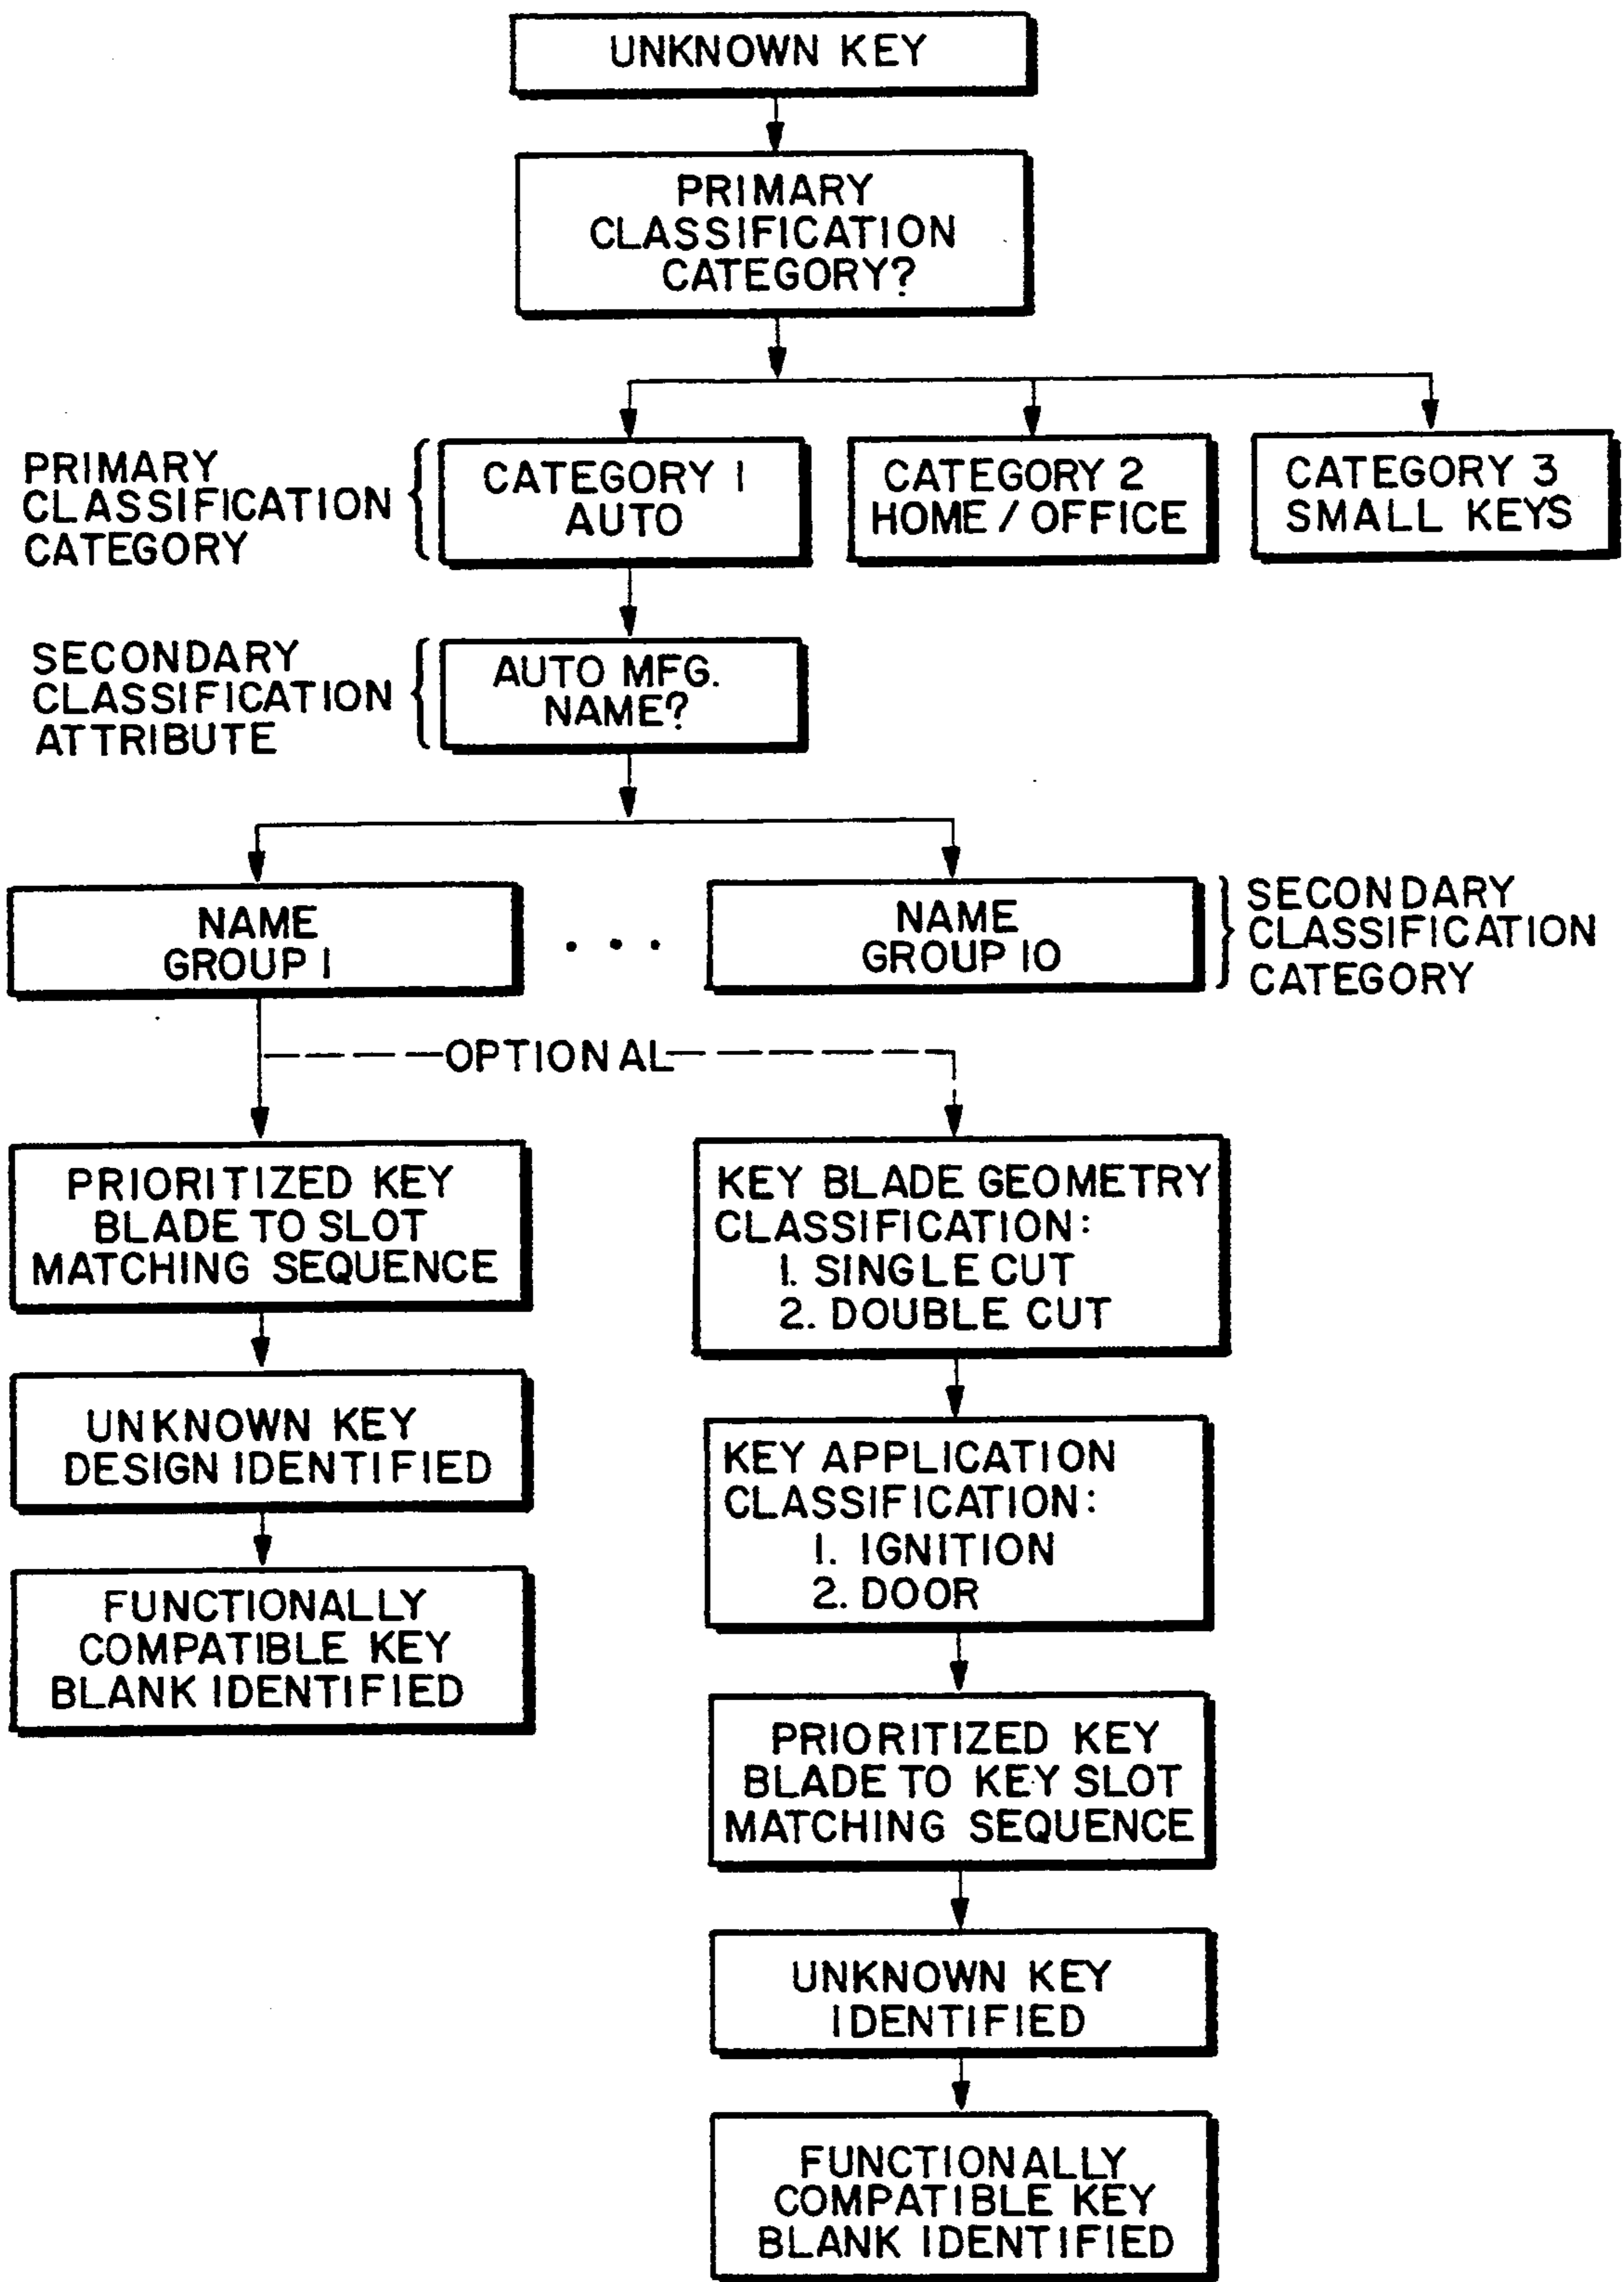 UNKNOWN KEY
PRIMARY
CLASSIFICATION
CATEGORY?
PRIMARY
CLASSIFICATION
CATEGORY
CATEGORY 1
AUTO
CATEGORY 2
HOME / OFFICE
CATEGORY 3
SMALL KEYS
SECONDARY
CLASSIFICATION
ATTRIBUTE
AUTO MFG.
NAME?
NAME
GROUP 1
. . .
NAME
GROUP 10
SECONDARY
CLASSIFICATION
CATEGORY
OPTIONAL
PRIORITIZED KEY
BLADE TO SLOT
MATCHING SEQUENCE
UNKNOWN KEY
DESIGN IDENTIFIED
FUNCTIONALLY
COMPATIBLE KEY
BLANK IDENTIFIED
KEY BLADE GEOMETRY
CLASSIFICATION:
1. SINGLE CUT
2. DOUBLE CUT
KEY APPLICATION
CLASSIFICATION:
1. IGNITION
2. DOOR
PRIORITIZED KEY
BLADE TO KEY SLOT
MATCHING SEQUENCE
UNKNOWN KEY
IDENTIFIED
FUNCTIONALLY
COMPATIBLE KEY
BLANK IDENTIFIED